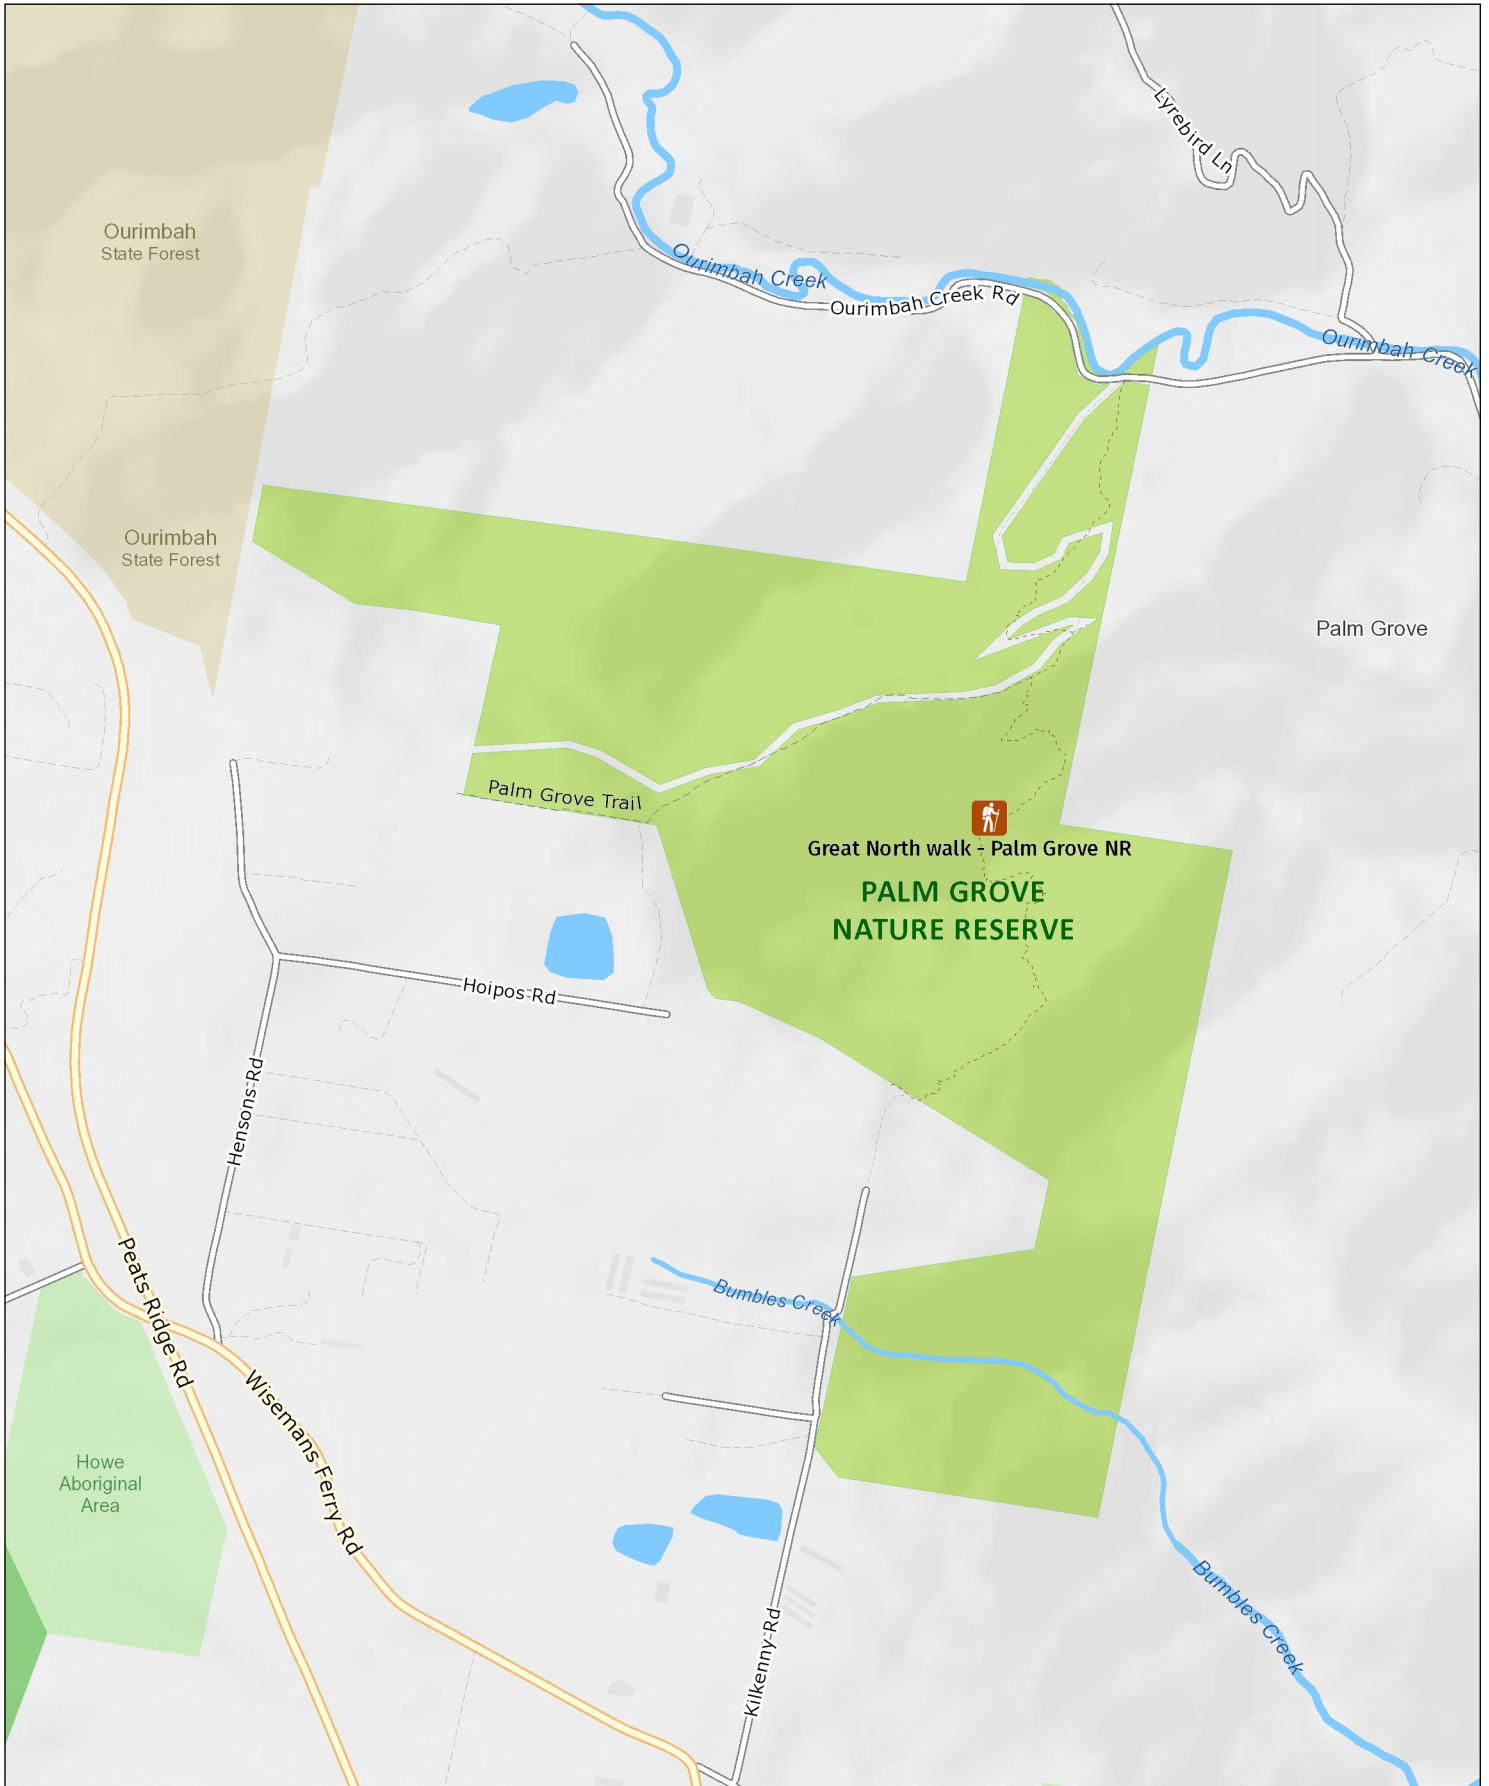 Lyrebird Ln
Ourimbah
State Forest
Ourimbah Creek
Ourimbah Creek Rd
Ourimbah Creek
Ourimbah
State Forest
Palm Grove
Palm Grove Trail
Great North walk - Palm Grove NR
PALM GROVE
NATURE RESERVE
Hoipos Rd
Hensons Rd
Peats Ridge Rd
Bumbles Creek
Wisemans Ferry Rd
Howe
Aboriginal
Area
Bumbles Creek
Kilkenny Rd